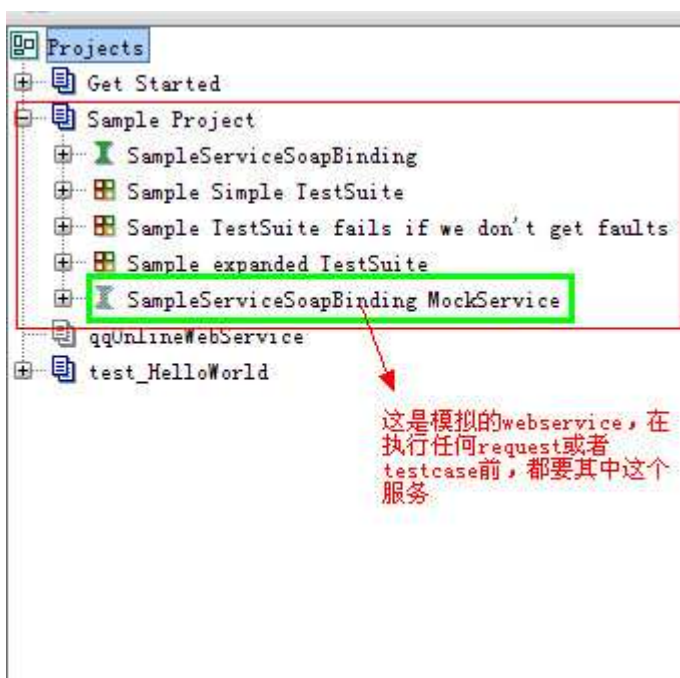 Projects
Get Started
Sample Project
SampleServiceSoapBinding
Sample Simple TestSuite
Sample TestSuite fails if we don't get faults
Sample expanded TestSuite
SampleServiceSoapBinding MockService
qqOnlineWebService
test_HelloWorld
这是模拟的webservice，在
执行任何request或者
testcase前，都要其中这个
服务